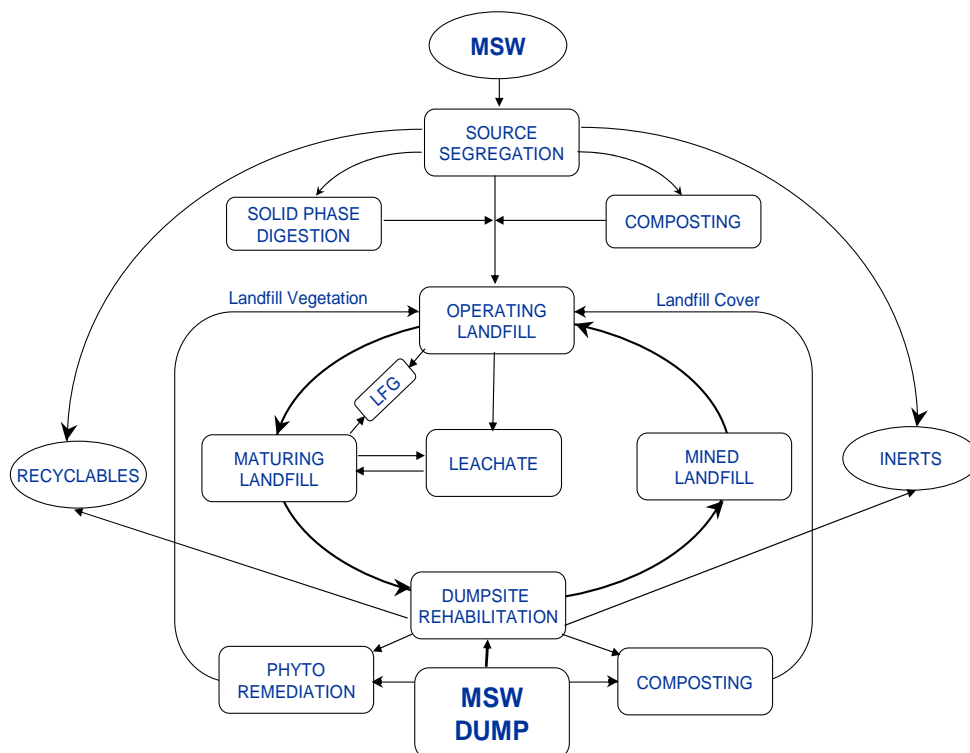 MSW
SOURCE
SEGREGATION
SOLID PHASE
DIGESTION
COMPOSTING
Landfill Vegetation
OPERATING
LANDFILL
Landfill Cover
LFG
RECYCLABLES
MATURING
LANDFILL
LEACHATE
MINED
LANDFILL
INERTS
DUMPSITE
REHABILITATION
PHYTO
REMEDIATION
MSW
DUMP
COMPOSTING